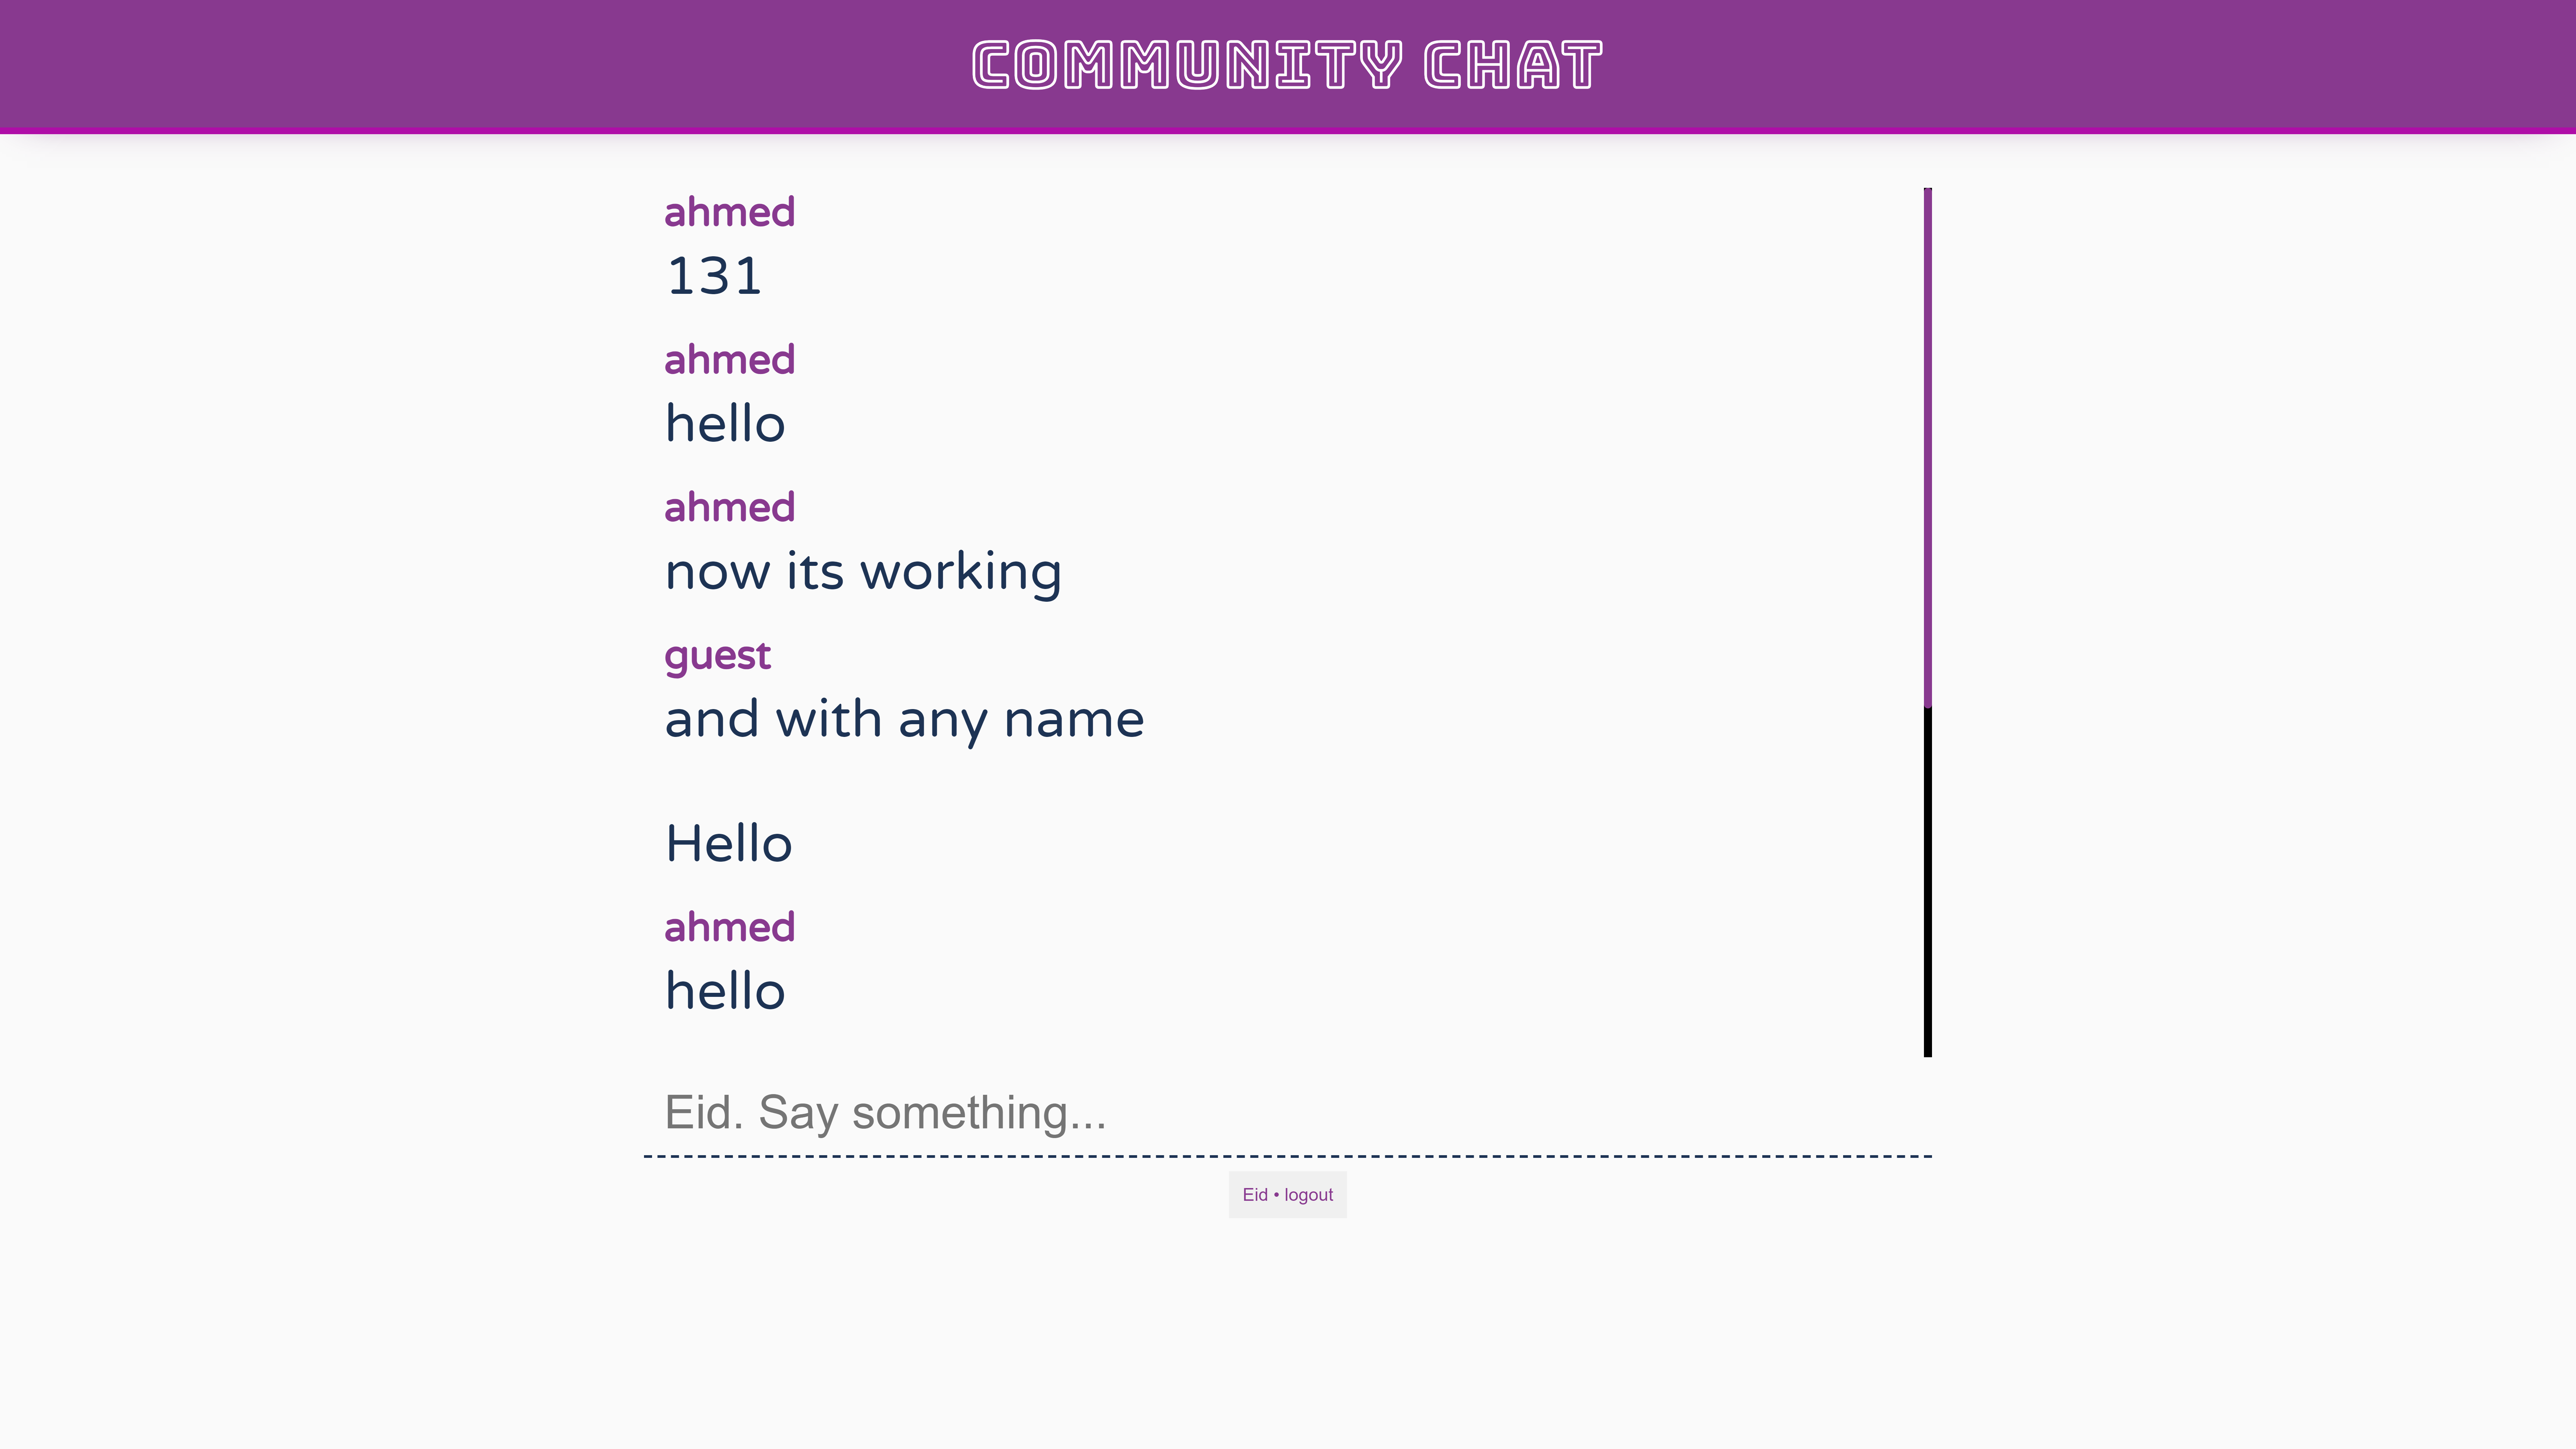 COMMUNITY CHAT
ahmed
131
ahmed
hello
ahmed
now its working
guest
and with any name
Hello
ahmed
hello
Eid. Say something...
Eid • logout